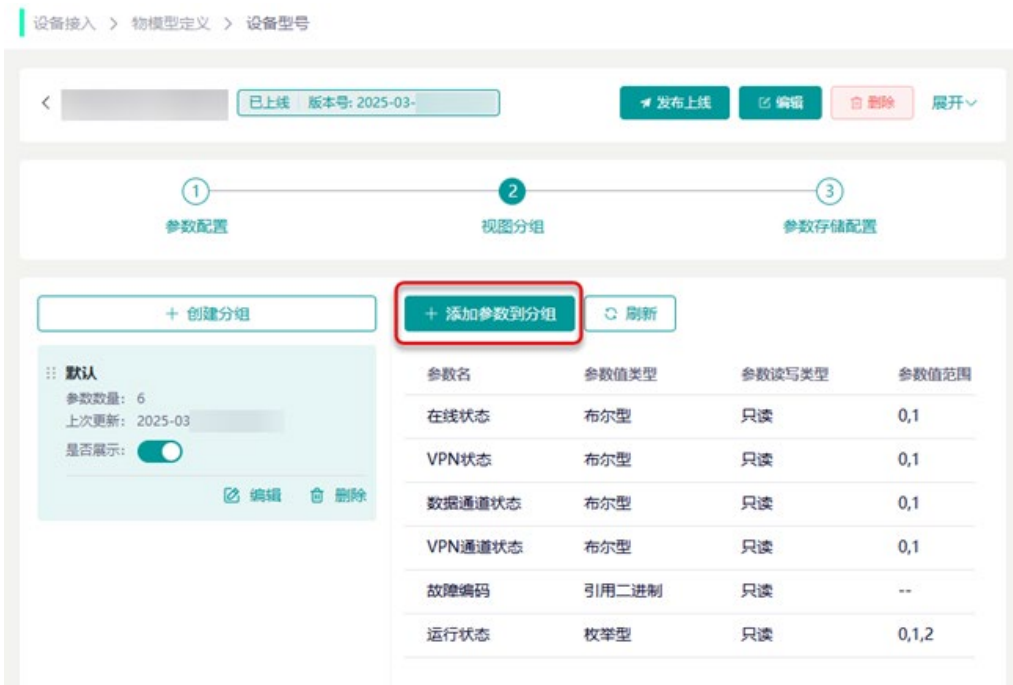 设备接入 > 物模型定义 > 设备型号
已上线 版本号: 2025-03-
发布上线 编辑 删除 展开
1 2 3
参数配置 视图分组 参数存储配置
+ 创建分组
+ 添加参数到分组 刷新
默认
参数数量: 6
上次更新: 2025-03
是否展示:
编辑 删除
参数名 参数值类型 参数读写类型 参数值范围
在线状态 布尔型 只读 0,1
VPN状态 布尔型 只读 0,1
数据通道状态 布尔型 只读 0,1
VPN通道状态 布尔型 只读 0,1
故障编码 引用二进制 只读 --
运行状态 枚举型 只读 0,1,2